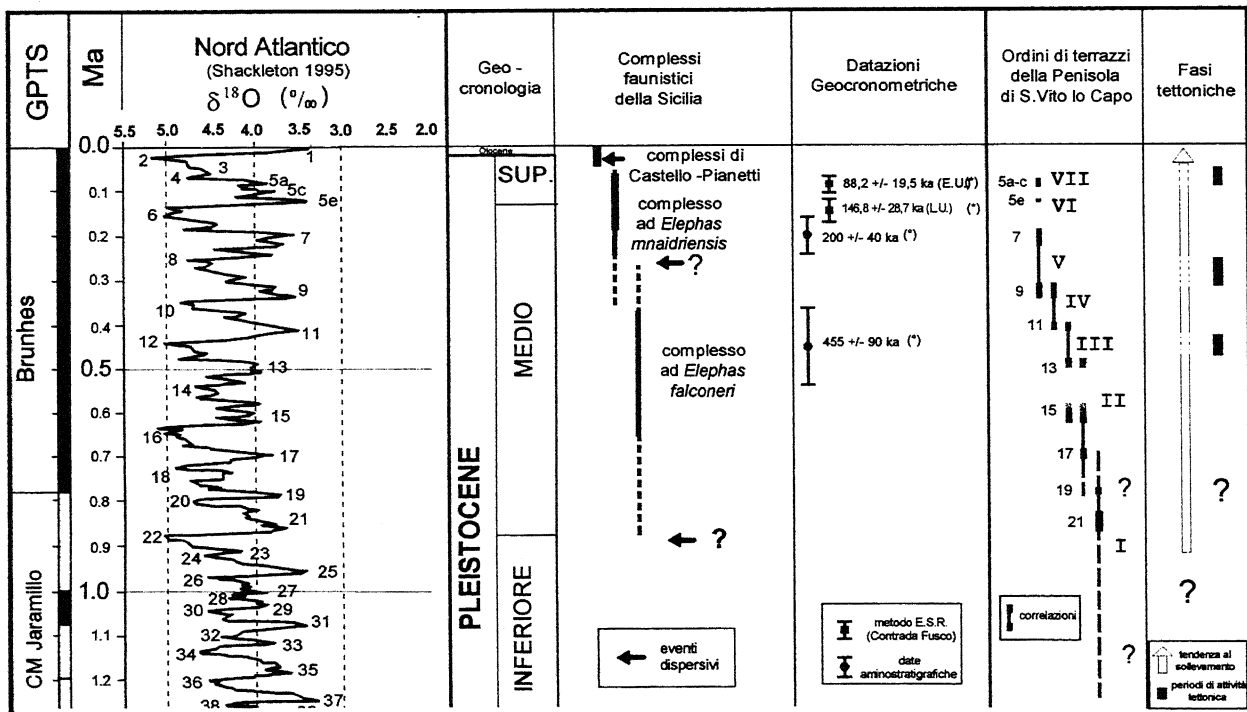 GPTS
Ma
Nord Atlantico
(Shackleton 1995)
δ18O (º/₀₀)
5.5 5.0 4.5 4.0 3.5 3.0 2.0
Geo -
cronologia
Complessi
faunistici
della Sicilia
Datazioni
Geocronometriche
Ordini di terrazzi
della Penisola
di S.Vito lo Capo
Fasi
tettoniche
Brunhes
CM Jaramillo
0.0
0.1
0.2
0.3
0.4
0.5
0.6
0.7
0.8
0.9
1.0
1.1
1.2
1
2
3
4
5a
5c
5e
6
7
8
9
10
11
12
13
14
15
16
17
18
19
20
21
22
23
24
25
26
27
28
29
30
31
32
33
34
35
36
37
38
PLEISTOCENE
Olocene
SUP.
MEDIO
INFERIORE
complessi di
Castello -Pianetti
complesso
ad Elephas
mnaidriensis
?
complesso
ad Elephas
falconeri
?
eventi
dispersivi
88,2 +/- 19,5 ka (E.U.) (*)
146,8 +/- 28,7 ka (L.U.) (*)
200 +/- 40 ka (°)
455 +/- 90 ka (°)
metodo E.S.R.
(Contrada Fusco)
date
aminostratigrafiche
5a-c VII
5e VI
7
V
9
IV
11
III
13
II
15
17
19 ?
21
I
?
correlazioni
?
?
tendenza al
sollevamento
periodi di attività
tettonica